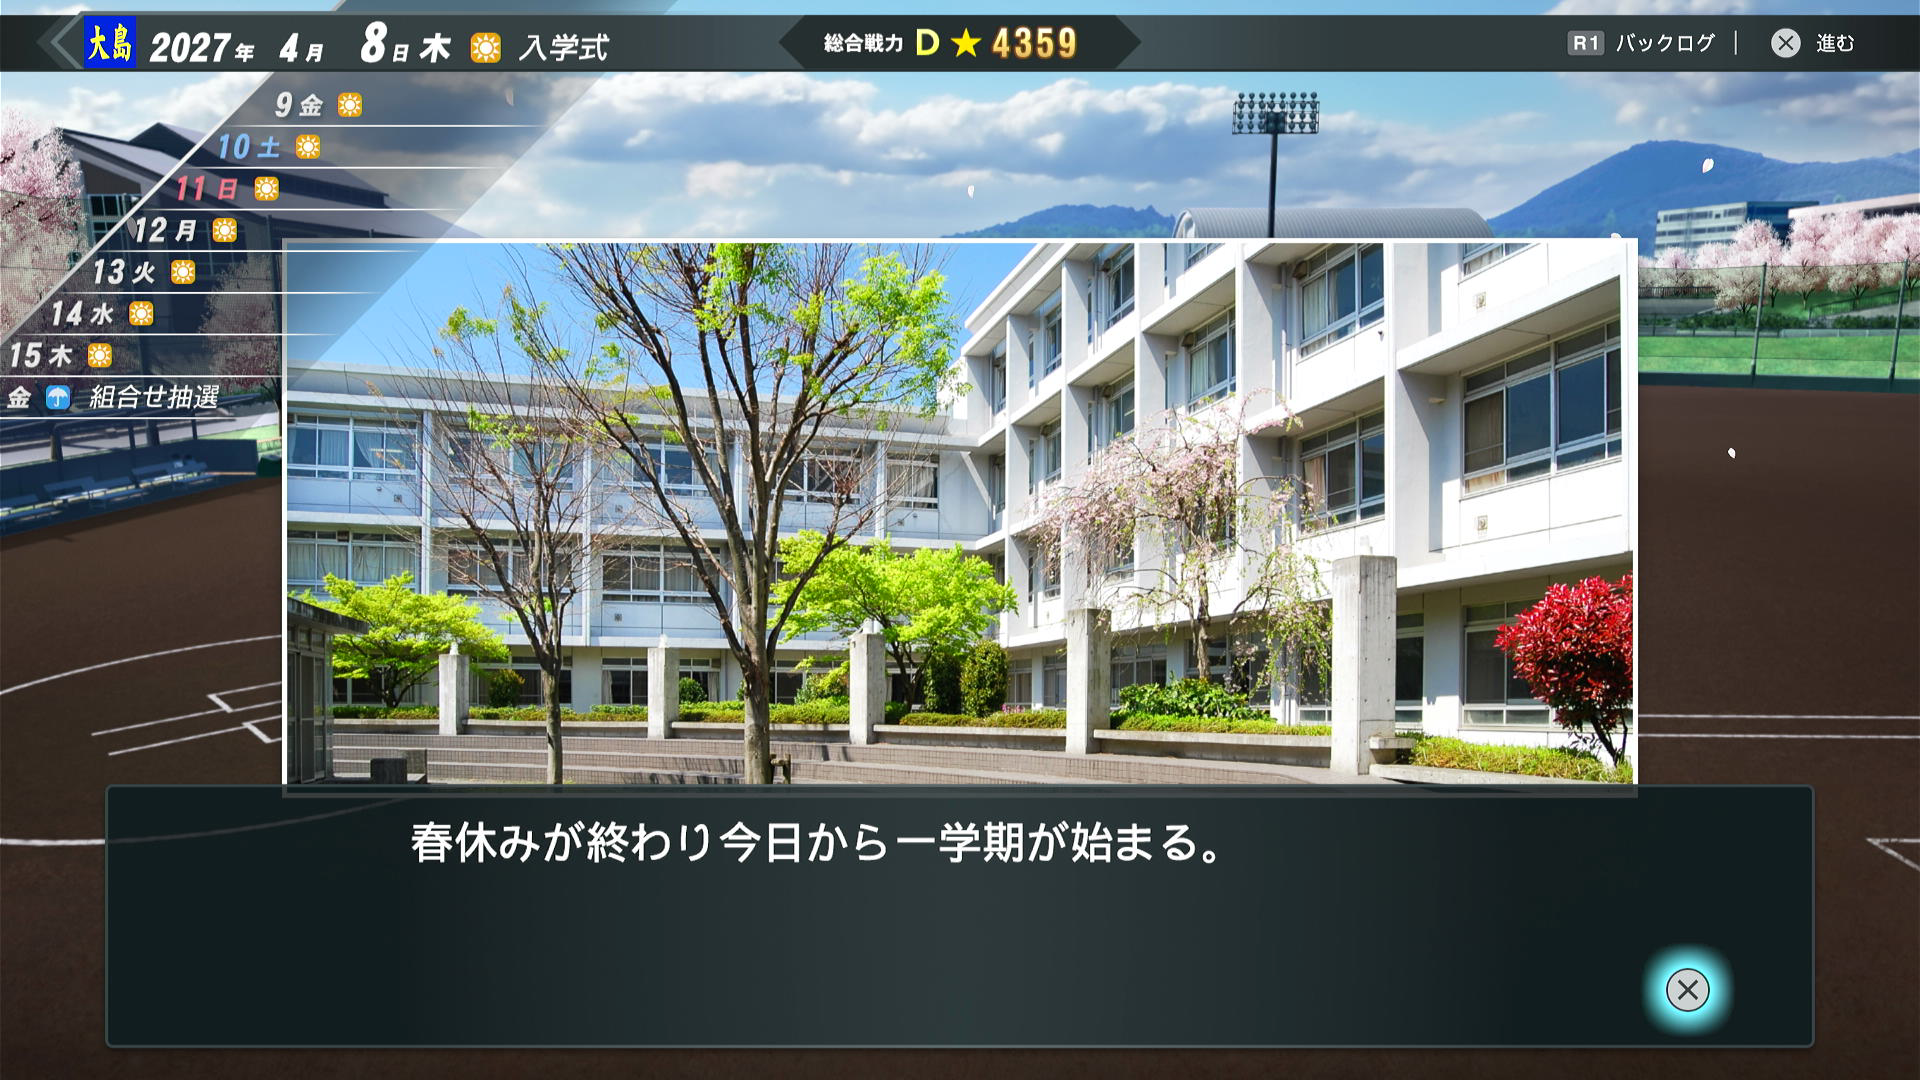 大島 2027年 4月 8日 木 入学式
総合戦力 D ★ 4359
R1 バックログ | 進む
9 金
10 土
11 日
12 月
13 火
14 水
15 木
金 組合せ抽選
春休みが終わり今日から一学期が始まる。